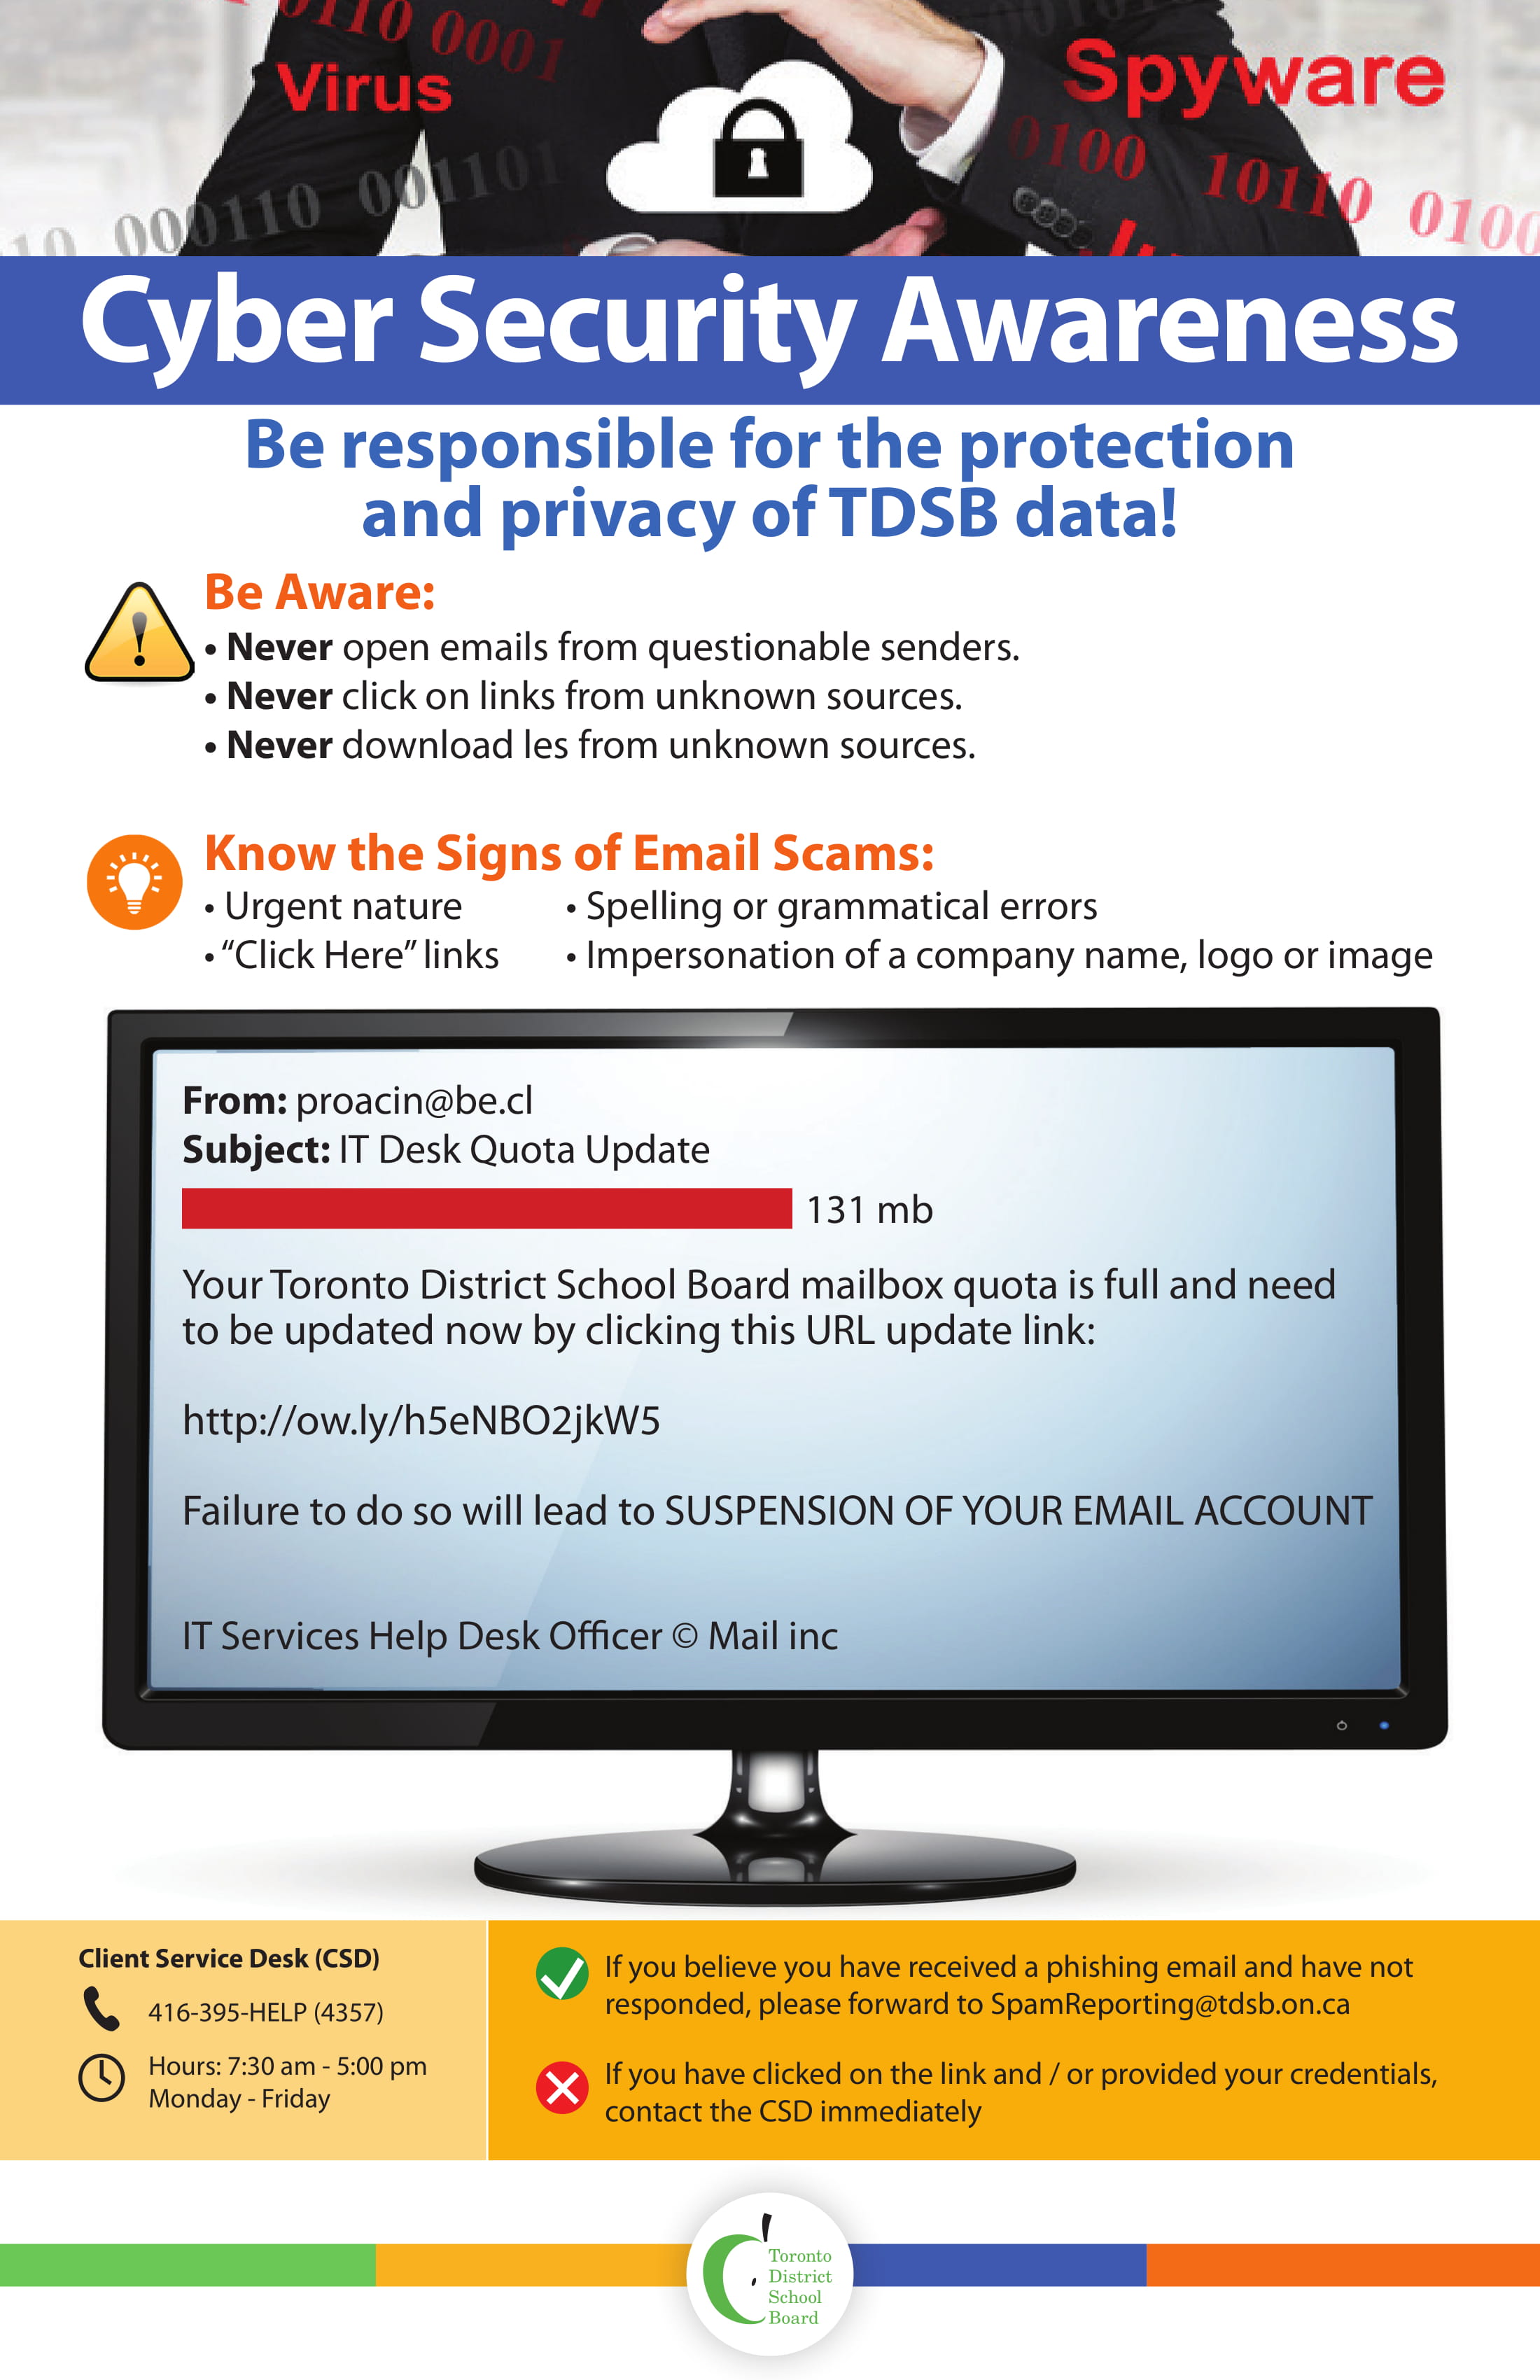 0110 0001
Virus
Spyware
000110 001101
0100 10110 0100
Cyber Security Awareness
Be responsible for the protection
and privacy of TDSB data!
Be Aware:
• Never open emails from questionable senders.
• Never click on links from unknown sources.
• Never download les from unknown sources.
Know the Signs of Email Scams:
• Urgent nature • Spelling or grammatical errors
• “Click Here” links • Impersonation of a company name, logo or image
From: proacin@be.cl
Subject: IT Desk Quota Update
131 mb
Your Toronto District School Board mailbox quota is full and need
to be updated now by clicking this URL update link:
http://ow.ly/h5eNBO2jkW5
Failure to do so will lead to SUSPENSION OF YOUR EMAIL ACCOUNT
IT Services Help Desk Officer © Mail inc
Client Service Desk (CSD)
416-395-HELP (4357)
Hours: 7:30 am - 5:00 pm
Monday - Friday
If you believe you have received a phishing email and have not
responded, please forward to SpamReporting@tdsb.on.ca
If you have clicked on the link and / or provided your credentials,
contact the CSD immediately
Toronto
District
School
Board